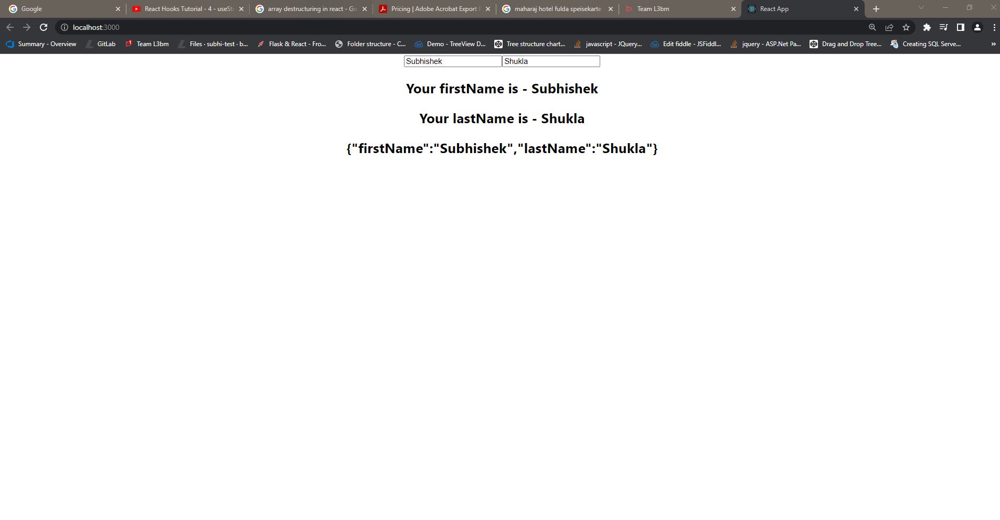 Google
React Hooks Tutorial - 4 - useSta
array destructuring in react - Go
Pricing | Adobe Acrobat Export P
maharaj hotel fulda speisekarte
Team L3bm
React App
localhost:3000
Summary - Overview
GitLab
Team L3bm
Files · subhi-test · b...
Flask & React - Fro...
Folder structure - C...
Demo - TreeView D...
Tree structure chart...
javascript - JQuery...
Edit fiddle - JSFiddl...
jquery - ASP.Net Pa...
Drag and Drop Tree...
Creating SQL Serve...
»
Subhishek
Shukla
Your firstName is - Subhishek
Your lastName is - Shukla
{"firstName":"Subhishek","lastName":"Shukla"}